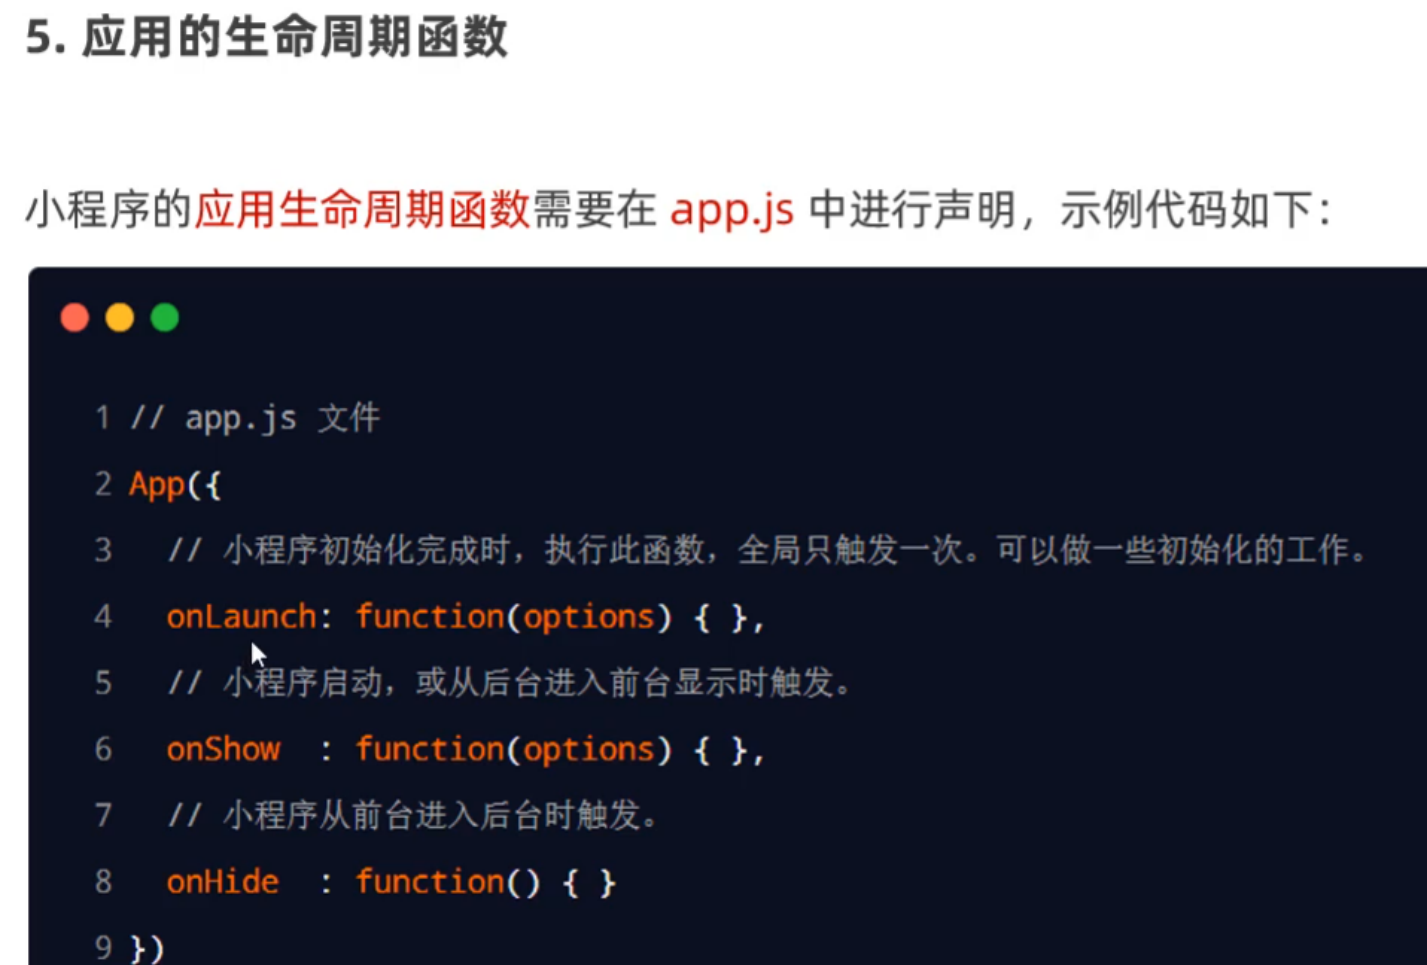 5. 应用的生命周期函数
小程序的应用生命周期函数需要在 app.js 中进行声明，示例代码如下：
1 // app.js 文件
2 App({
3   // 小程序初始化完成时，执行此函数，全局只触发一次。可以做一些初始化的工作。
4   onLaunch: function(options) { },
5   // 小程序启动，或从后台进入前台显示时触发。
6   onShow  : function(options) { },
7   // 小程序从前台进入后台时触发。
8   onHide  : function() { }
9 })